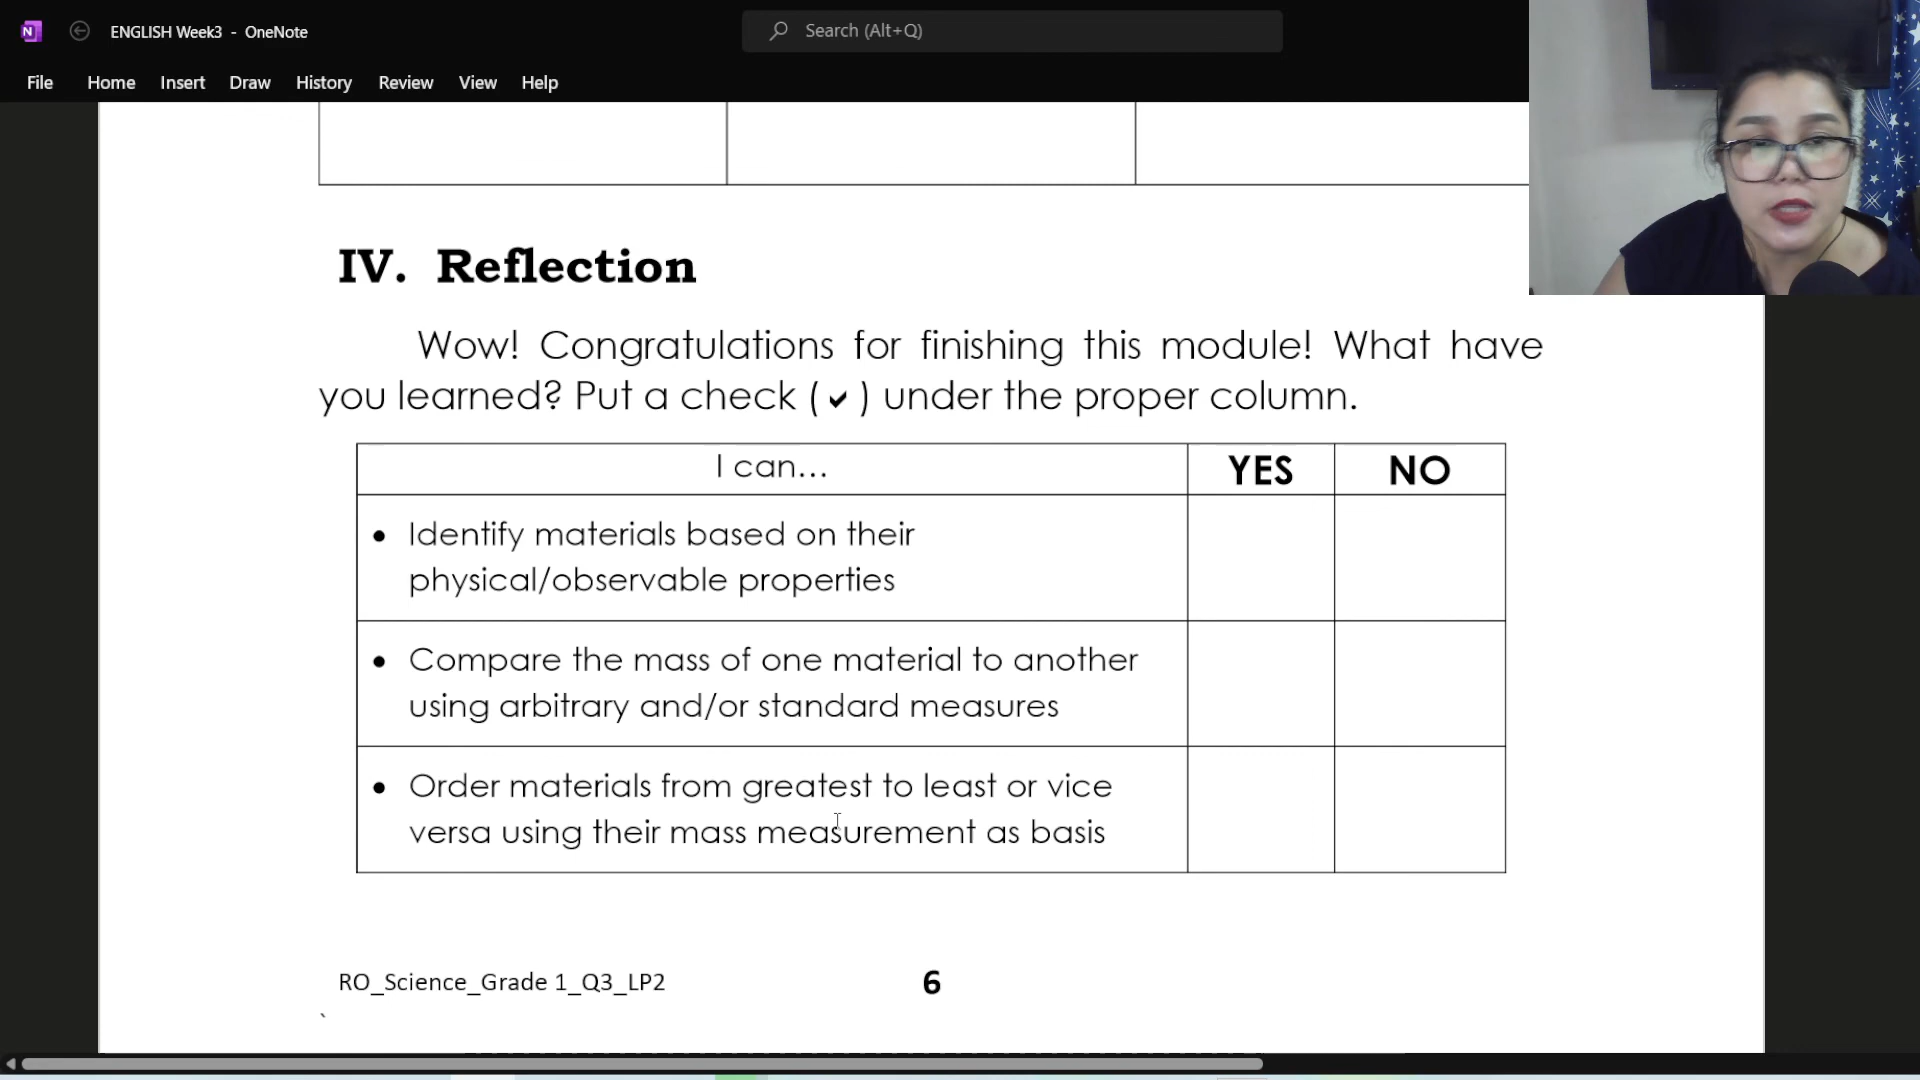 ENGLISH Week3 - OneNote
Search (Alt+Q)
File Home Insert Draw History Review View Help
IV. Reflection
Wow! Congratulations for finishing this module! What have
you learned? Put a check (✔) under the proper column.
I can... YES NO
• Identify materials based on their
physical/observable properties
• Compare the mass of one material to another
using arbitrary and/or standard measures
• Order materials from greatest to least or vice
versa using their mass measurement as basis
RO_Science_Grade 1_Q3_LP2 6